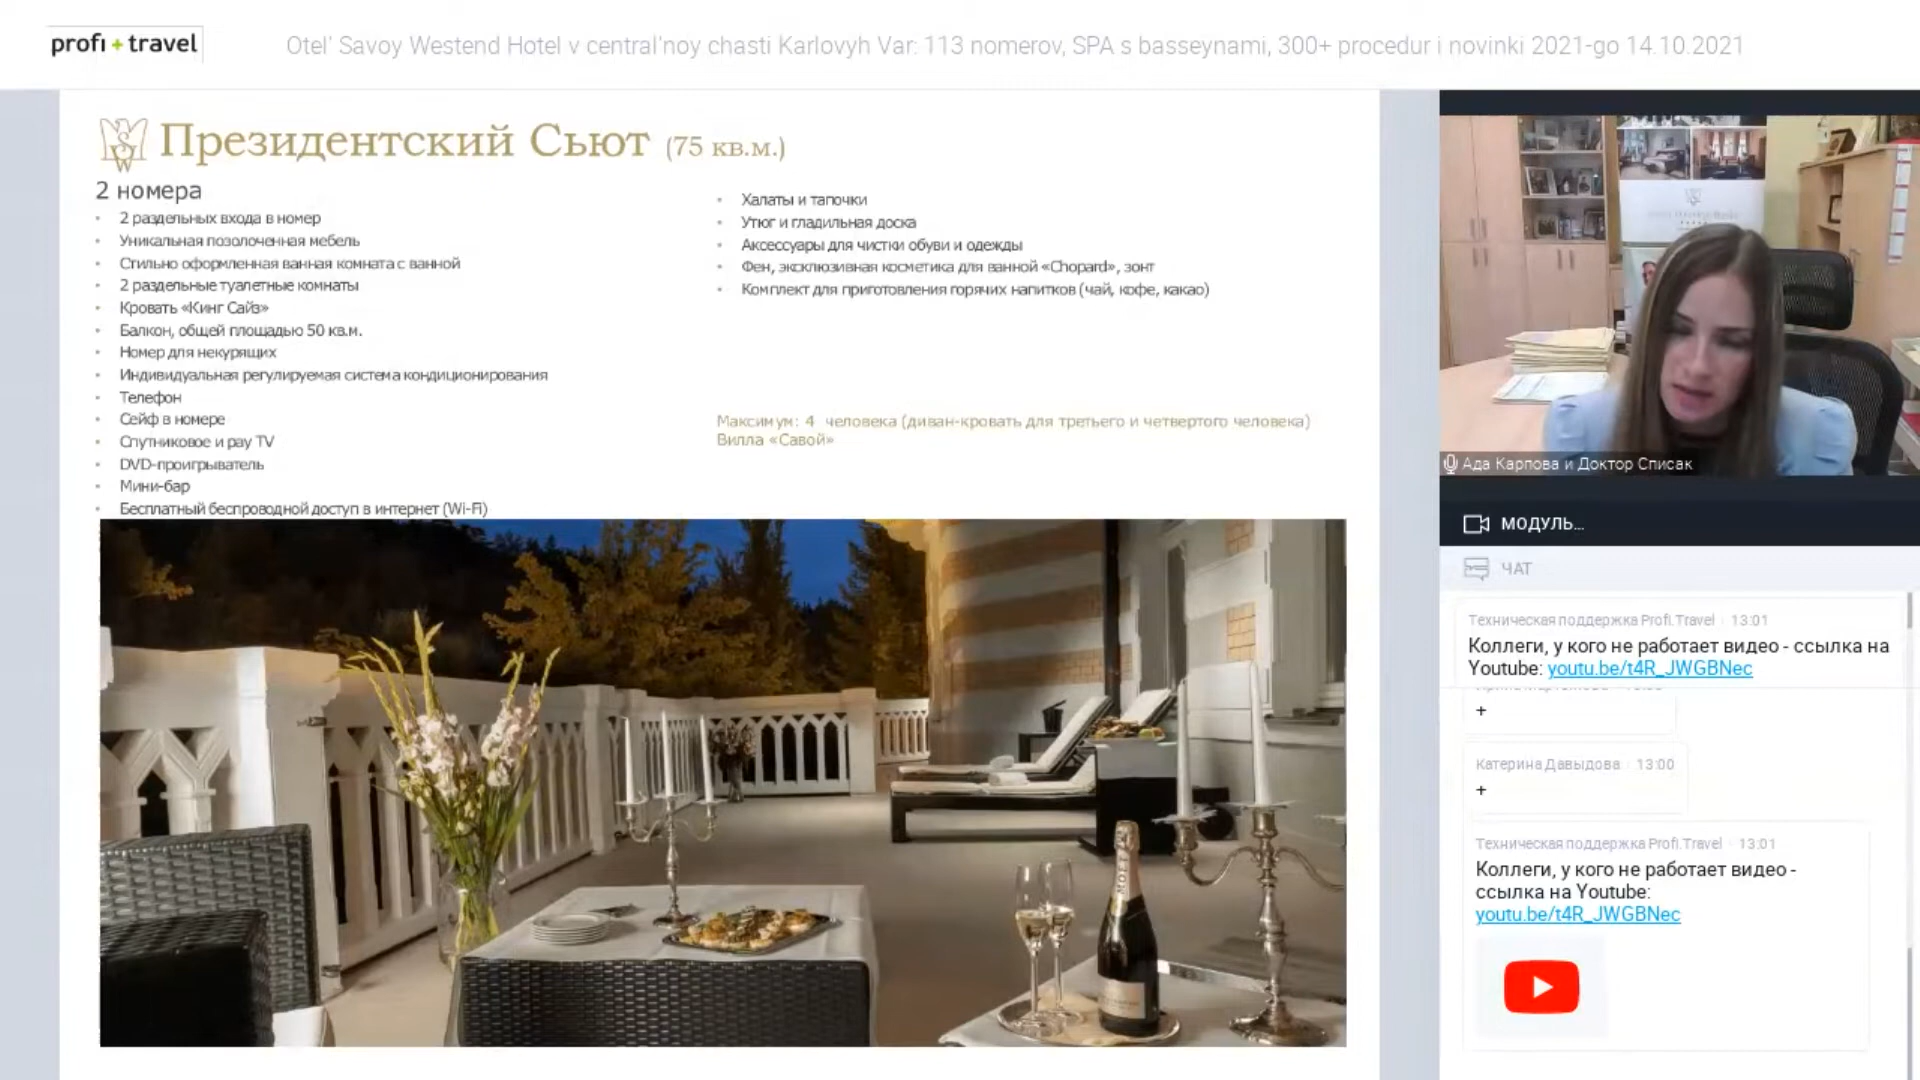 profi + travel
Otel' Savoy Westend Hotel v central'noy chasti Karlovyh Var: 113 nomerov, SPA s basseynami, 300+ procedur i novinki 2021-go 14.10.2021
Президентский Сьют (75 кв.м.)
2 номера
2 раздельных входа в номер
Уникальная позолоченная мебель
Стильно оформленная ванная комната с ванной
2 раздельные туалетные комнаты
Кровать «Кинг Сайз»
Балкон, общей площадью 50 кв.м.
Номер для некурящих
Индивидуальная регулируемая система кондиционирования
Телефон
Сейф в номере
Спутниковое и pay TV
DVD-проигрыватель
Мини-бар
Бесплатный беспроводной доступ в интернет (Wi-Fi)
Халаты и тапочки
Утюг и гладильная доска
Аксессуары для чистки обуви и одежды
Фен, эксклюзивная косметика для ванной «Chopard», зонт
Комплект для приготовления горячих напитков (чай, кофе, какао)
Максимум: 4 человека (диван-кровать для третьего и четвертого человека)
Вилла «Савой»
Ада Карпова и Доктор Списак
МОДУЛЬ...
ЧАТ
Техническая поддержка Profi.Travel · 13:01
Коллеги, у кого не работает видео - ссылка на
Youtube: youtu.be/t4R_JWGBNec
+
Катерина Давыдова · 13:00
+
Техническая поддержка Profi.Travel · 13:01
Коллеги, у кого не работает видео -
ссылка на Youtube:
youtu.be/t4R_JWGBNec